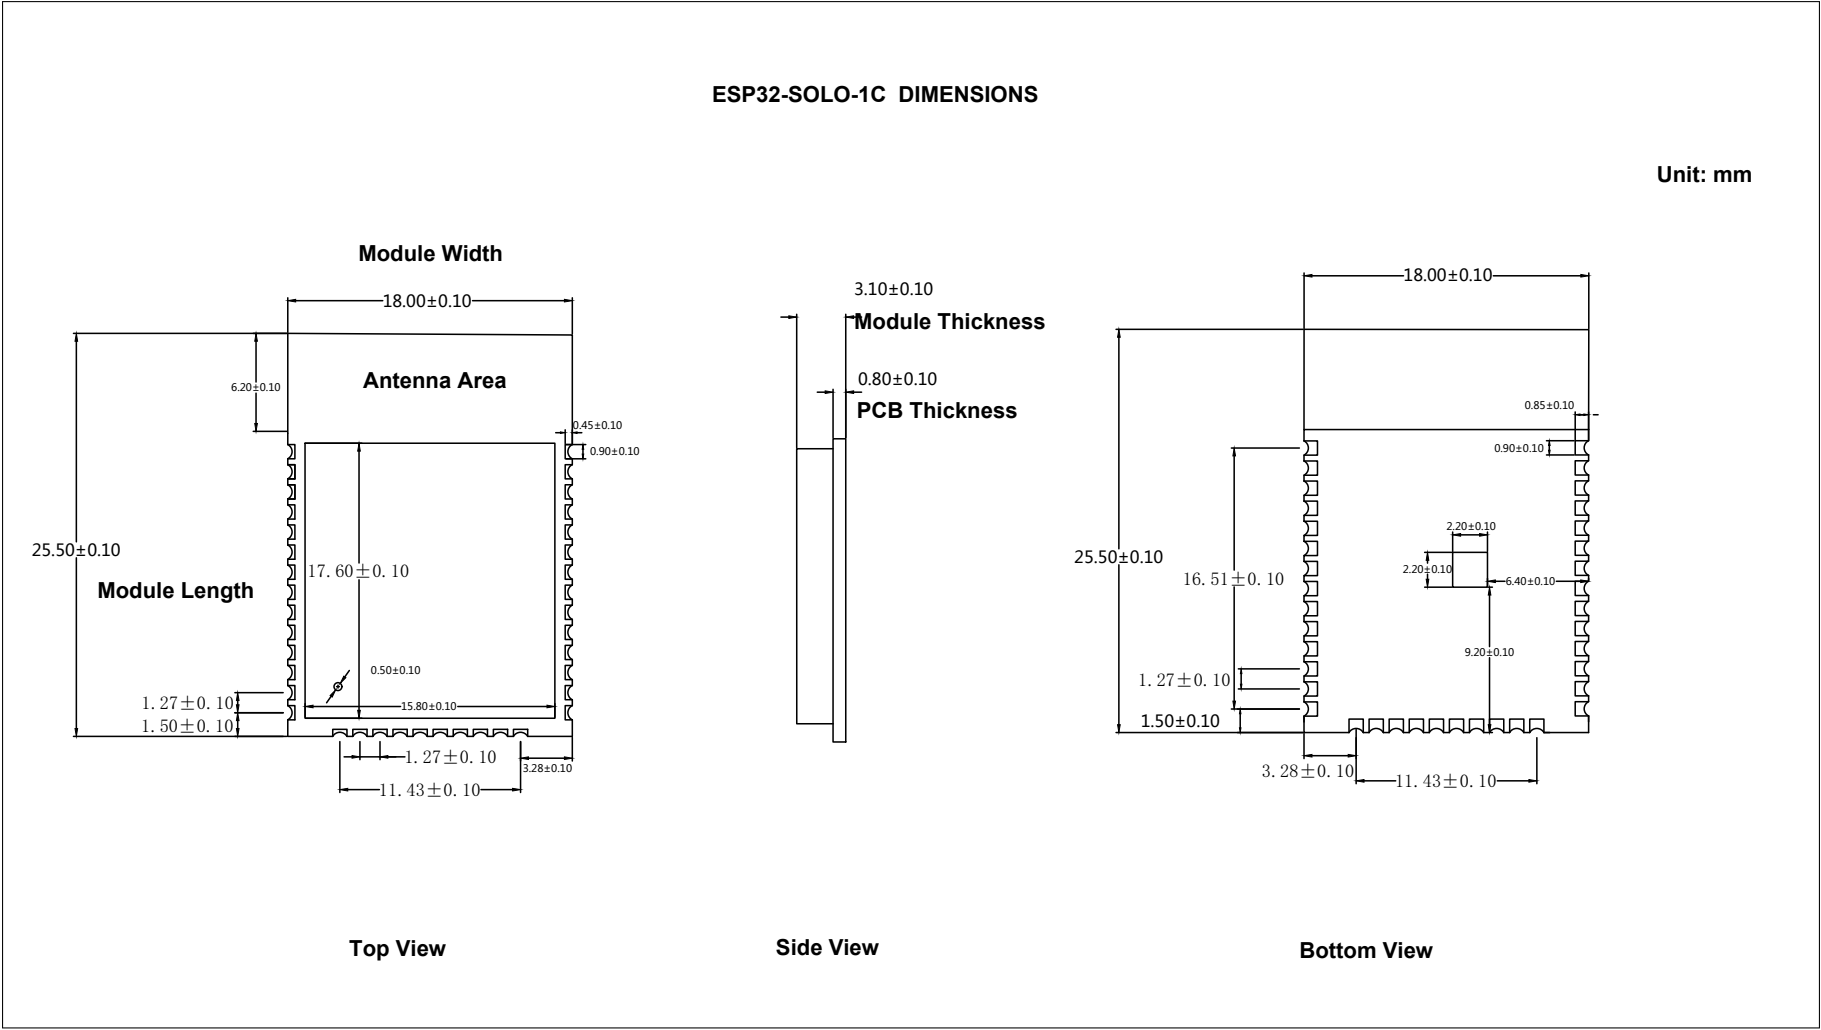 ESP32-SOLO-1C DIMENSIONS
Unit: mm
Module Width
18.00±0.10
6.20±0.10
Antenna Area
0.45±0.10
0.90±0.10
25.50±0.10
Module Length
17.60±0.10
0.50±0.10
15.80±0.10
1.27±0.10
1.50±0.10
1.27±0.10
3.28±0.10
11.43±0.10
Top View
3.10±0.10
Module Thickness
0.80±0.10
PCB Thickness
Side View
18.00±0.10
0.85±0.10
0.90±0.10
2.20±0.10
2.20±0.10
6.40±0.10
25.50±0.10
16.51±0.10
9.20±0.10
1.27±0.10
1.50±0.10
3.28±0.10
11.43±0.10
Bottom View